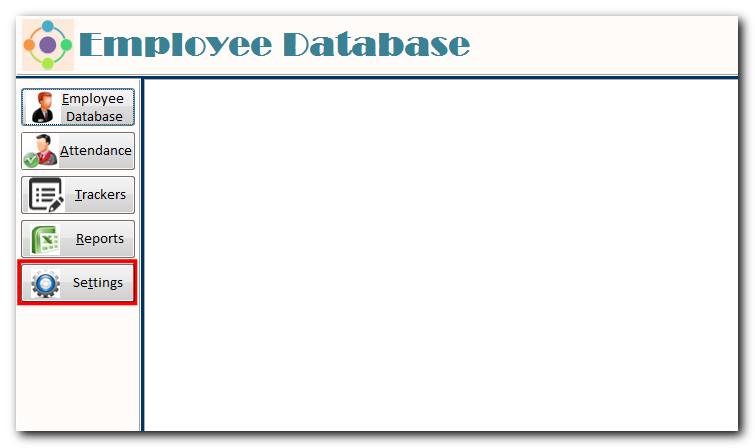 Employee Database
Employee
Database
Attendance
Trackers
Reports
Settings